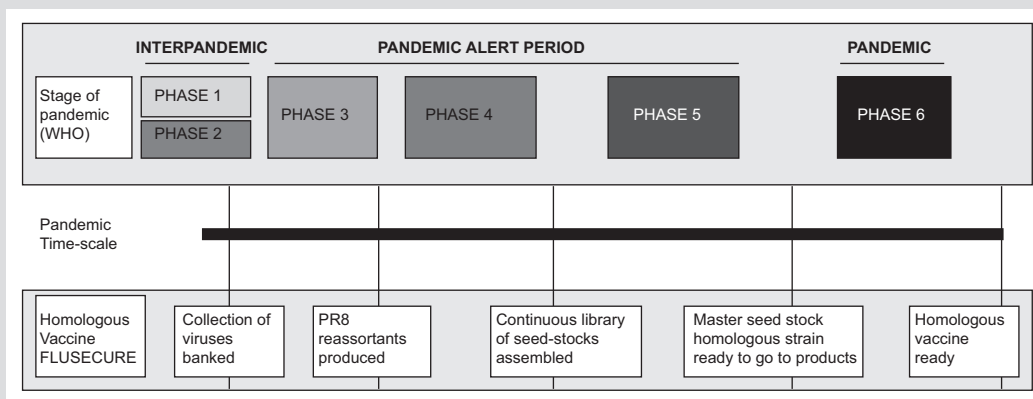 INTERPANDEMIC
PANDEMIC ALERT PERIOD
PANDEMIC
Stage of
pandemic
(WHO)
PHASE 1
PHASE 2
PHASE 3
PHASE 4
PHASE 5
PHASE 6
Pandemic
Time-scale
Homologous
Vaccine
FLUSECURE
Collection of
viruses
banked
PR8
reassortants
produced
Continuous library
of seed-stocks
assembled
Master seed stock
homologous strain
ready to go to products
Homologous
vaccine
ready